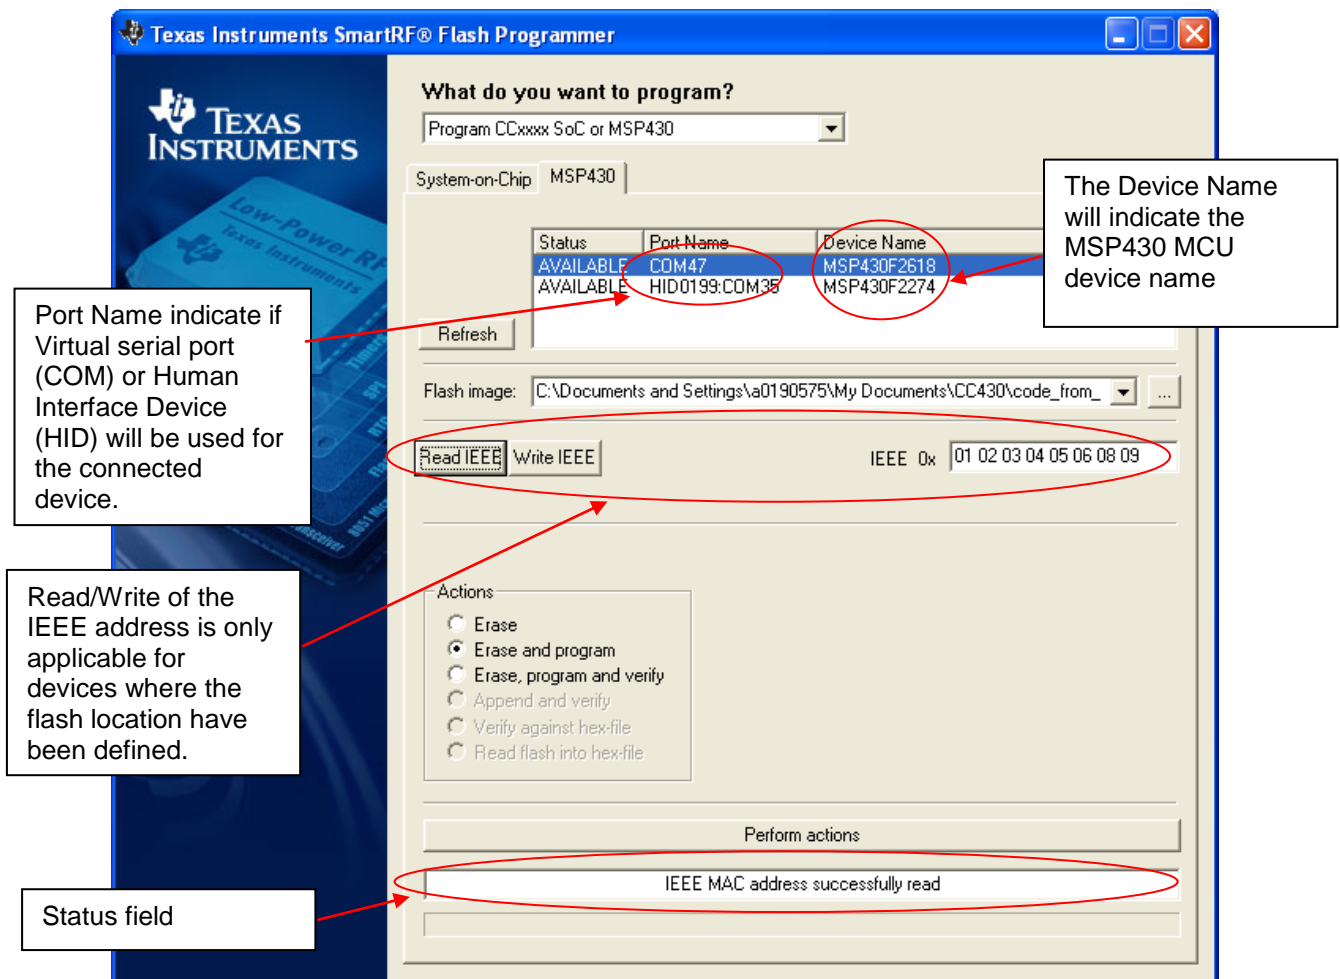 Texas Instruments SmartRF® Flash Programmer
TEXAS
INSTRUMENTS
Low-Power RF
Texas Instruments
SPI
RTC
8051
Transceiver
What do you want to program?
Program CCxxxx SoC or MSP430
System-on-Chip MSP430
Status Port Name Device Name
AVAILABLE COM47 MSP430F2618
AVAILABLE HID0199:COM35 MSP430F2274
Refresh
Flash image: C:\Documents and Settings\a0190575\My Documents\CC430\code_from_ ...
Read IEEE Write IEEE IEEE 0x 01 02 03 04 05 06 08 09
Actions
Erase
Erase and program
Erase, program and verify
Append and verify
Verify against hex-file
Read flash into hex-file
Perform actions
IEEE MAC address successfully read
The Device Name
will indicate the
MSP430 MCU
device name
Port Name indicate if
Virtual serial port
(COM) or Human
Interface Device
(HID) will be used for
the connected
device.
Read/Write of the
IEEE address is only
applicable for
devices where the
flash location have
been defined.
Status field